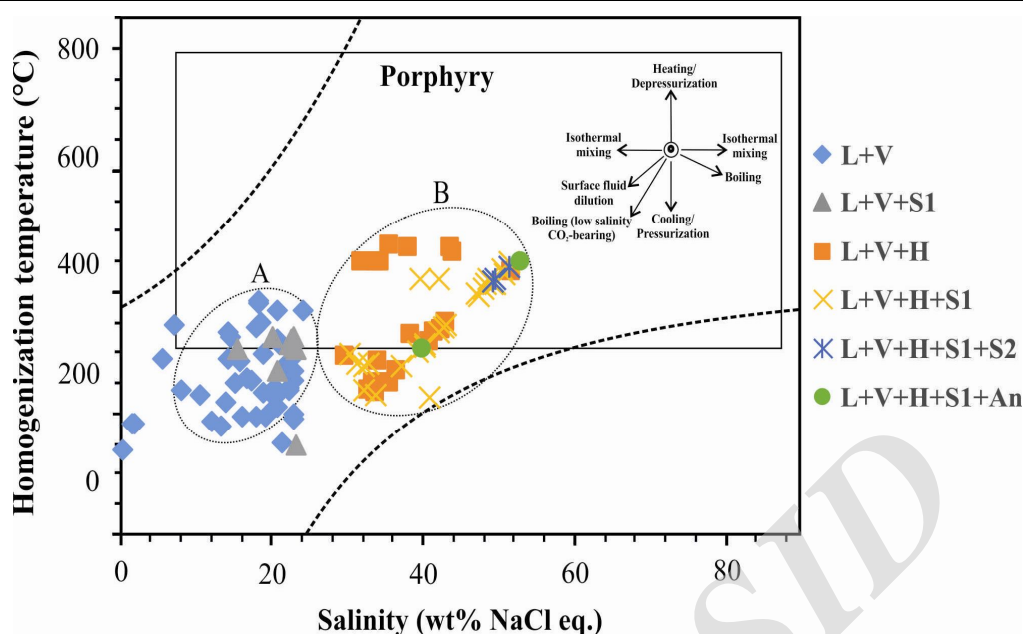 Homogenization temperature (°C)
800
600
400
200
0
Porphyry
Heating/
Depressurization
Isothermal
mixing
Isothermal
mixing
Boiling
Surface fluid
dilution
Boiling (low salinity
CO₂-bearing)
Cooling/
Pressurization
A
B
L+V
L+V+S1
L+V+H
L+V+H+S1
L+V+H+S1+S2
L+V+H+S1+An
0
20
40
60
80
Salinity (wt% NaCl eq.)
SID